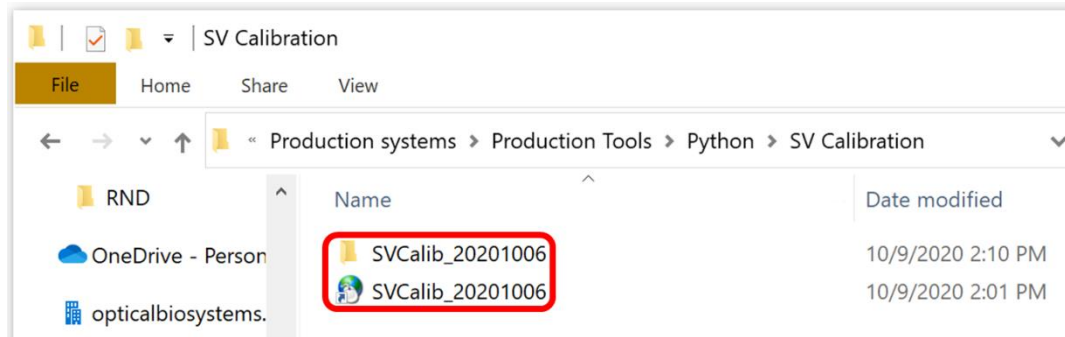 SV Calibration
File Home Share View
« Production systems > Production Tools > Python > SV Calibration
RND
Name Date modified
OneDrive - Person
SVCalib_20201006 10/9/2020 2:10 PM
SVCalib_20201006 10/9/2020 2:01 PM
opticalbiosystems.